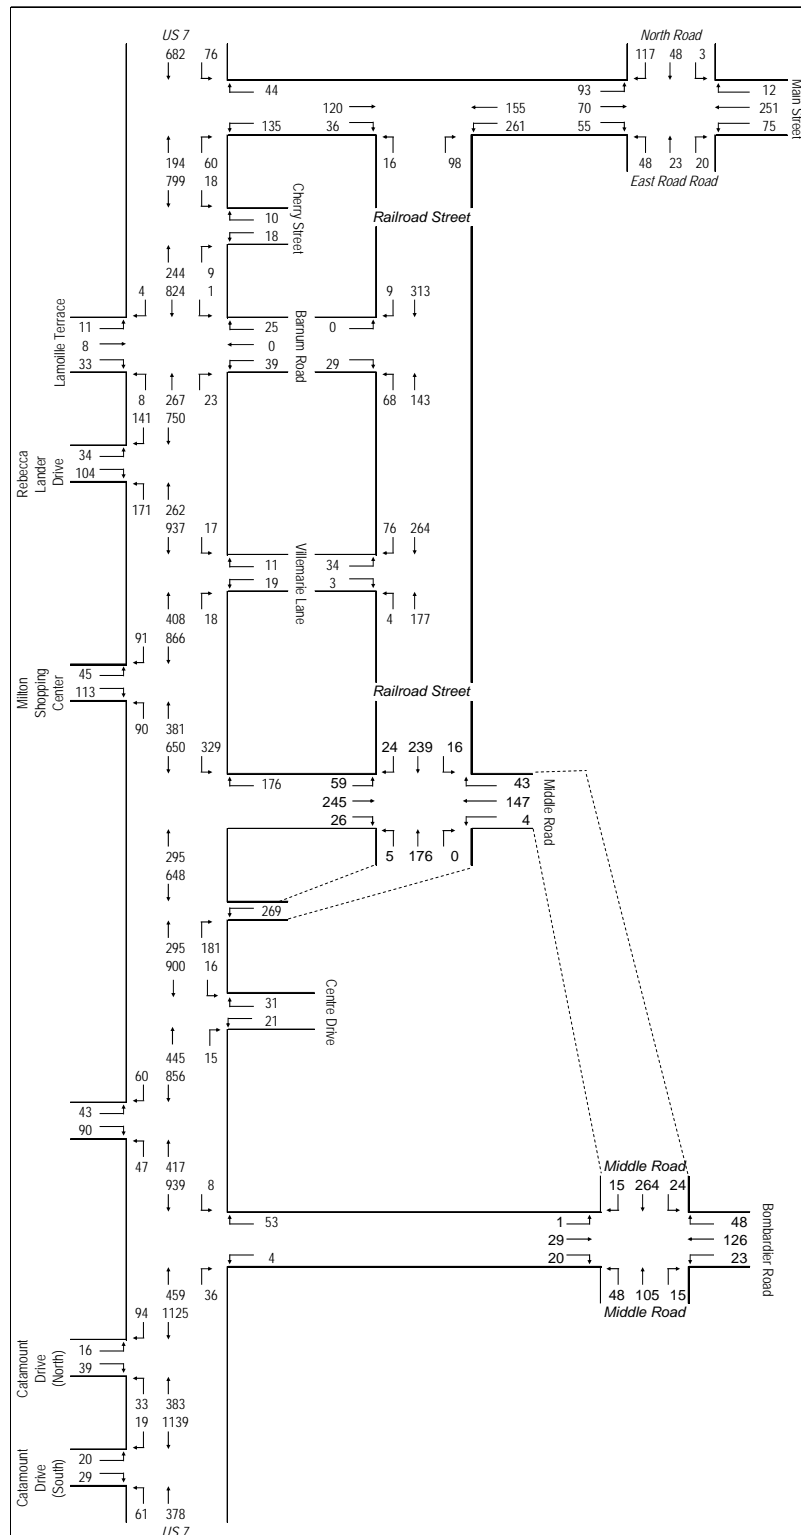 US 7 North Road
682 76 117 48 3
Main Street
44 93 12
120 155 70 251
135 36 261 55 75
194 60 16 98 48 23 20
799 18 East Road Road
Cherry Street
10 Railroad Street
18
244 9
4 824 1 9 313
Lamoille Terrace
11 25 Barnum Road 0
8 0
33 39 29
8 267 23 68 143
141 750
Rebecca
Lander
Drive
34
104
171 262
937 17 76 264
Villemarie Lane
11 34
19 3
408 18 4 177
91 866
Milton
Shopping
Center
45 Railroad Street
113
90 381
650 329 24 239 16
176 59 43
245 147
26 4
Middle Road
295 5 176 0
648
269
295 181
900 16
Centre Drive
31
21
445 15
60 856
43
90
47 417 Middle Road
939 8 15 264 24
Bombardier Road
53 1 48
29 126
4 20 23
459 36 48 105 15
94 1125 Middle Road
Catamount
Drive
(North)
16
39
33 383
19 1139
Catamount
Drive
(South)
20
29
61 378
US 7